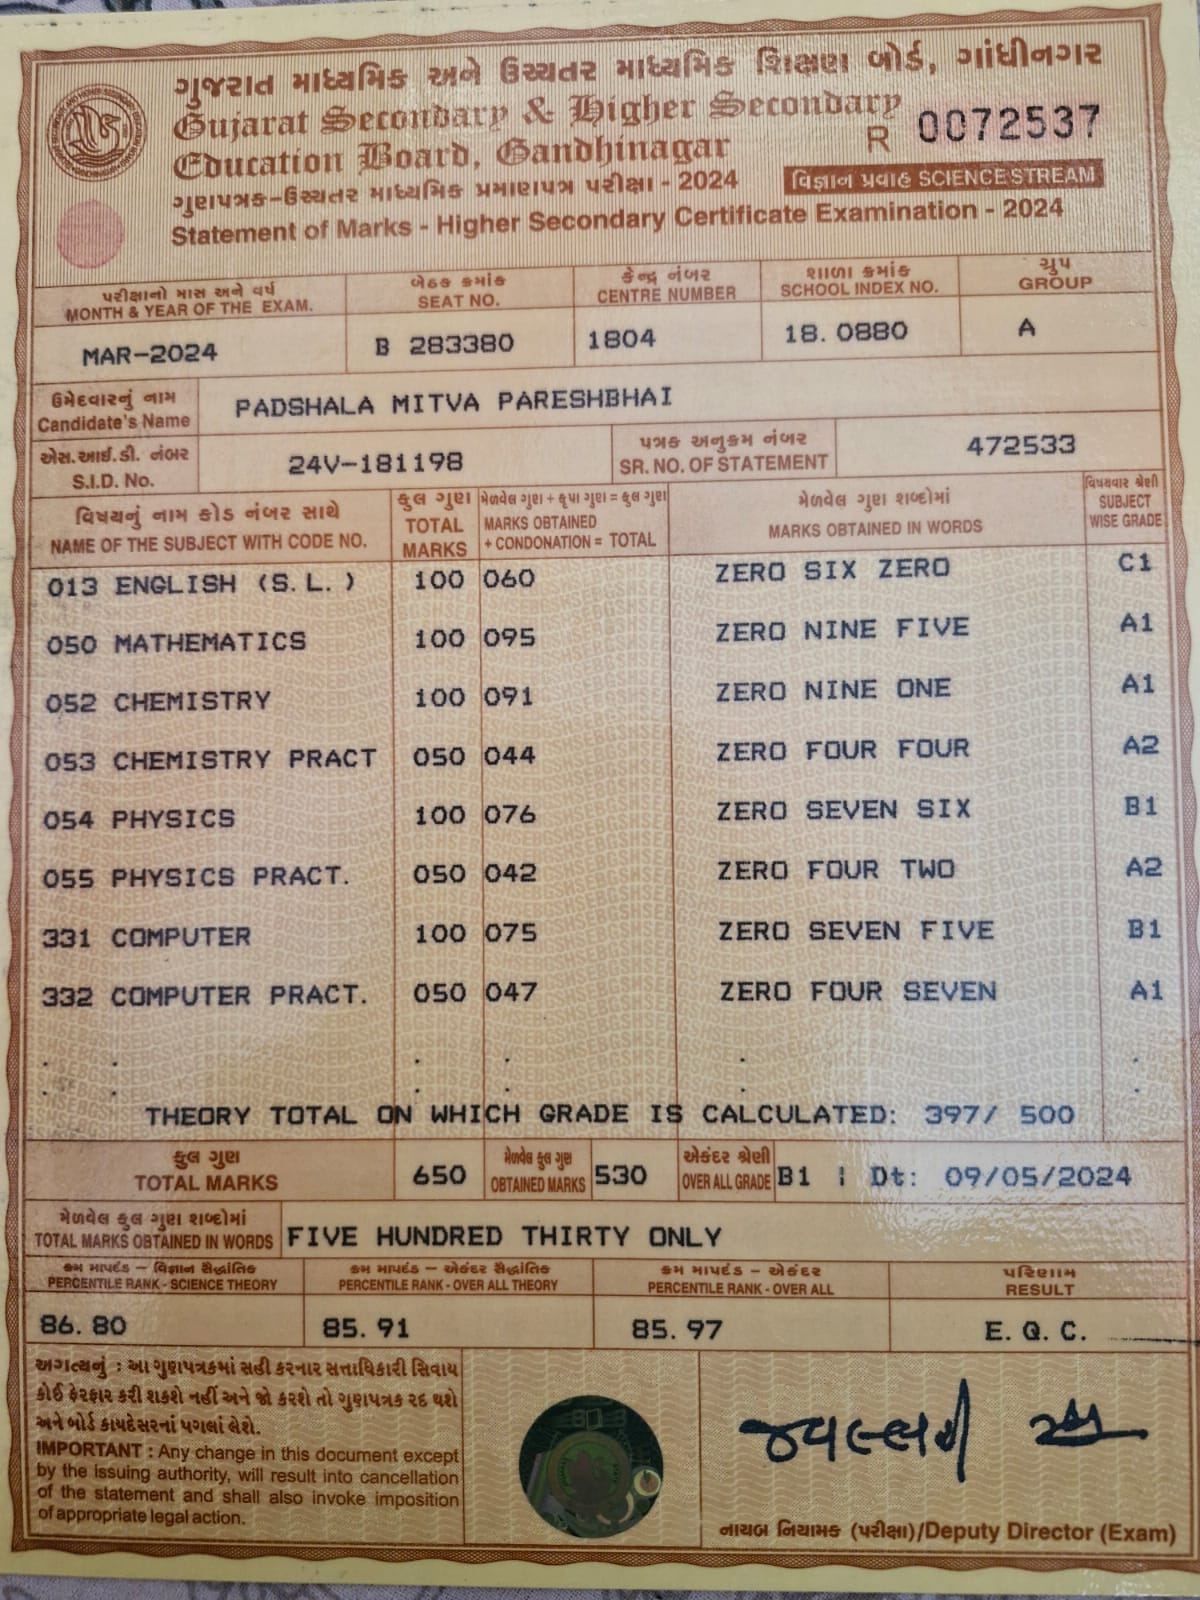 ગુજરાત માધ્યમિક અને ઉચ્ચતર માધ્યમિક શિક્ષણ બોર્ડ, ગાંધીનગર
Gujarat Secondary & Higher Secondary
Education Board, Gandhinagar
R 0072537
ગુણપત્રક-ઉચ્ચતર માધ્યમિક પ્રમાણપત્ર પરીક્ષા - 2024
વિજ્ઞાન પ્રવાહ SCIENCE STREAM
Statement of Marks - Higher Secondary Certificate Examination - 2024
પરીક્ષાનો માસ અને વર્ષ બેઠક ક્રમાંક કેન્દ્ર નંબર શાળા ક્રમાંક ગ્રુપ
MONTH & YEAR OF THE EXAM. SEAT NO. CENTRE NUMBER SCHOOL INDEX NO. GROUP
MAR-2024 B 283380 1804 18.0880 A
ઉમેદવારનું નામ
Candidate's Name
PADSHALA MITVA PARESHBHAI
એસ.આઈ.ડી. નંબર
S.I.D. No.
24V-181198
પત્રક અનુક્રમ નંબર
SR. NO. OF STATEMENT
472533
વિષયનું નામ કોડ નંબર સાથે
NAME OF THE SUBJECT WITH CODE NO.
કુલ ગુણ
TOTAL
MARKS
મેળવેલ ગુણ + કૃપા ગુણ = કુલ ગુણ
MARKS OBTAINED
+ CONDONATION = TOTAL
મેળવેલ ગુણ શબ્દોમાં
MARKS OBTAINED IN WORDS
વિષયવાર શ્રેણી
SUBJECT
WISE GRADE
013 ENGLISH (S.L.) 100 060 ZERO SIX ZERO C1
050 MATHEMATICS 100 095 ZERO NINE FIVE A1
052 CHEMISTRY 100 091 ZERO NINE ONE A1
053 CHEMISTRY PRACT 050 044 ZERO FOUR FOUR A2
054 PHYSICS 100 076 ZERO SEVEN SIX B1
055 PHYSICS PRACT. 050 042 ZERO FOUR TWO A2
331 COMPUTER 100 075 ZERO SEVEN FIVE B1
332 COMPUTER PRACT. 050 047 ZERO FOUR SEVEN A1
. . . . . .
. . . . . .
THEORY TOTAL ON WHICH GRADE IS CALCULATED: 397/ 500
કુલ ગુણ
TOTAL MARKS
650
મેળવેલ કુલ ગુણ
OBTAINED MARKS
530
એકંદર શ્રેણી
OVER ALL GRADE
B1 | Dt: 09/05/2024
મેળવેલ કુલ ગુણ શબ્દોમાં
TOTAL MARKS OBTAINED IN WORDS
FIVE HUNDRED THIRTY ONLY
ક્રમ માપદંડ – વિજ્ઞાન સૈદ્ધાંતિક ક્રમ માપદંડ – એકંદર સૈદ્ધાંતિક ક્રમ માપદંડ – એકંદર પરિણામ
PERCENTILE RANK - SCIENCE THEORY PERCENTILE RANK - OVER ALL THEORY PERCENTILE RANK - OVER ALL RESULT
86.80 85.91 85.97 E.Q.C.
અગત્યનું : આ ગુણપત્રકમાં સહી કરનાર સત્તાધિકારી સિવાય
કોઈ ફેરફાર કરી શકશે નહીં અને જો કરશે તો ગુણપત્રક રદ થશે
અને બોર્ડ કાયદેસરનાં પગલાં લેશે.
IMPORTANT : Any change in this document except
by the issuing authority, will result into cancellation
of the statement and shall also invoke imposition
of appropriate legal action.
નાયબ નિયામક (પરીક્ષા)/Deputy Director (Exam)